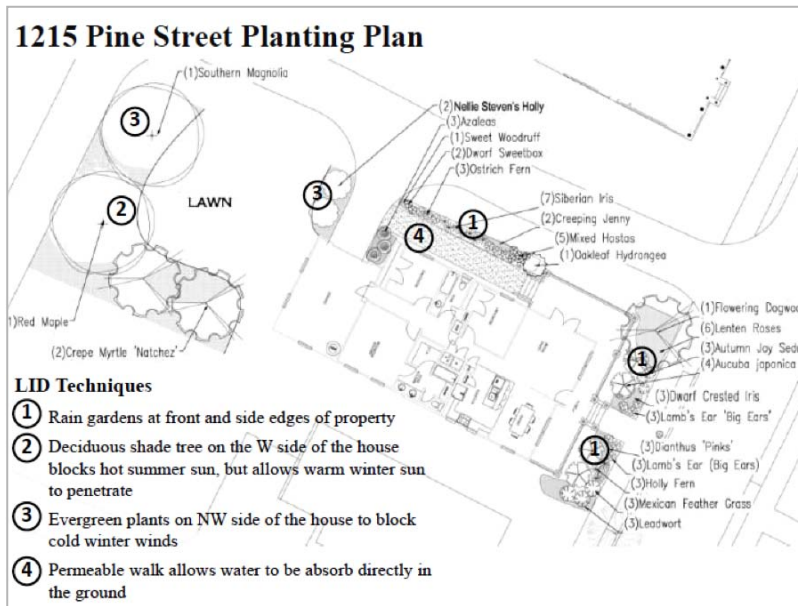 1215 Pine Street Planting Plan
(1)Southern Magnolia
3
(2)Nellie Steven's Holly
(3)Azaleas
(1)Sweet Woodruff
(2)Dwarf Sweetbox
(3)Ostrich Fern
3
LAWN
2
(7)Siberian Iris
1
(2)Creeping Jenny
4
(5)Mixed Hostas
(1)Oakleaf Hydrangea
1)Red Maple
(2)Crepe Myrtle 'Natchez'
(1)Flowering Dogwoo
(6)Lenten Roses
(3)Autumn Joy Sedu
1
(4)Aucuba japonica
(3)Dwarf Crested Iris
(3)Lamb's Ear 'Big Ears'
(3)Dianthus 'Pinks'
1
(3)Lamb's Ear (Big Ears)
(3)Holly Fern
(3)Mexican Feather Grass
(3)Leadwort
LID Techniques
1 Rain gardens at front and side edges of property
2 Deciduous shade tree on the W side of the house
blocks hot summer sun, but allows warm winter sun
to penetrate
3 Evergreen plants on NW side of the house to block
cold winter winds
4 Permeable walk allows water to be absorb directly in
the ground